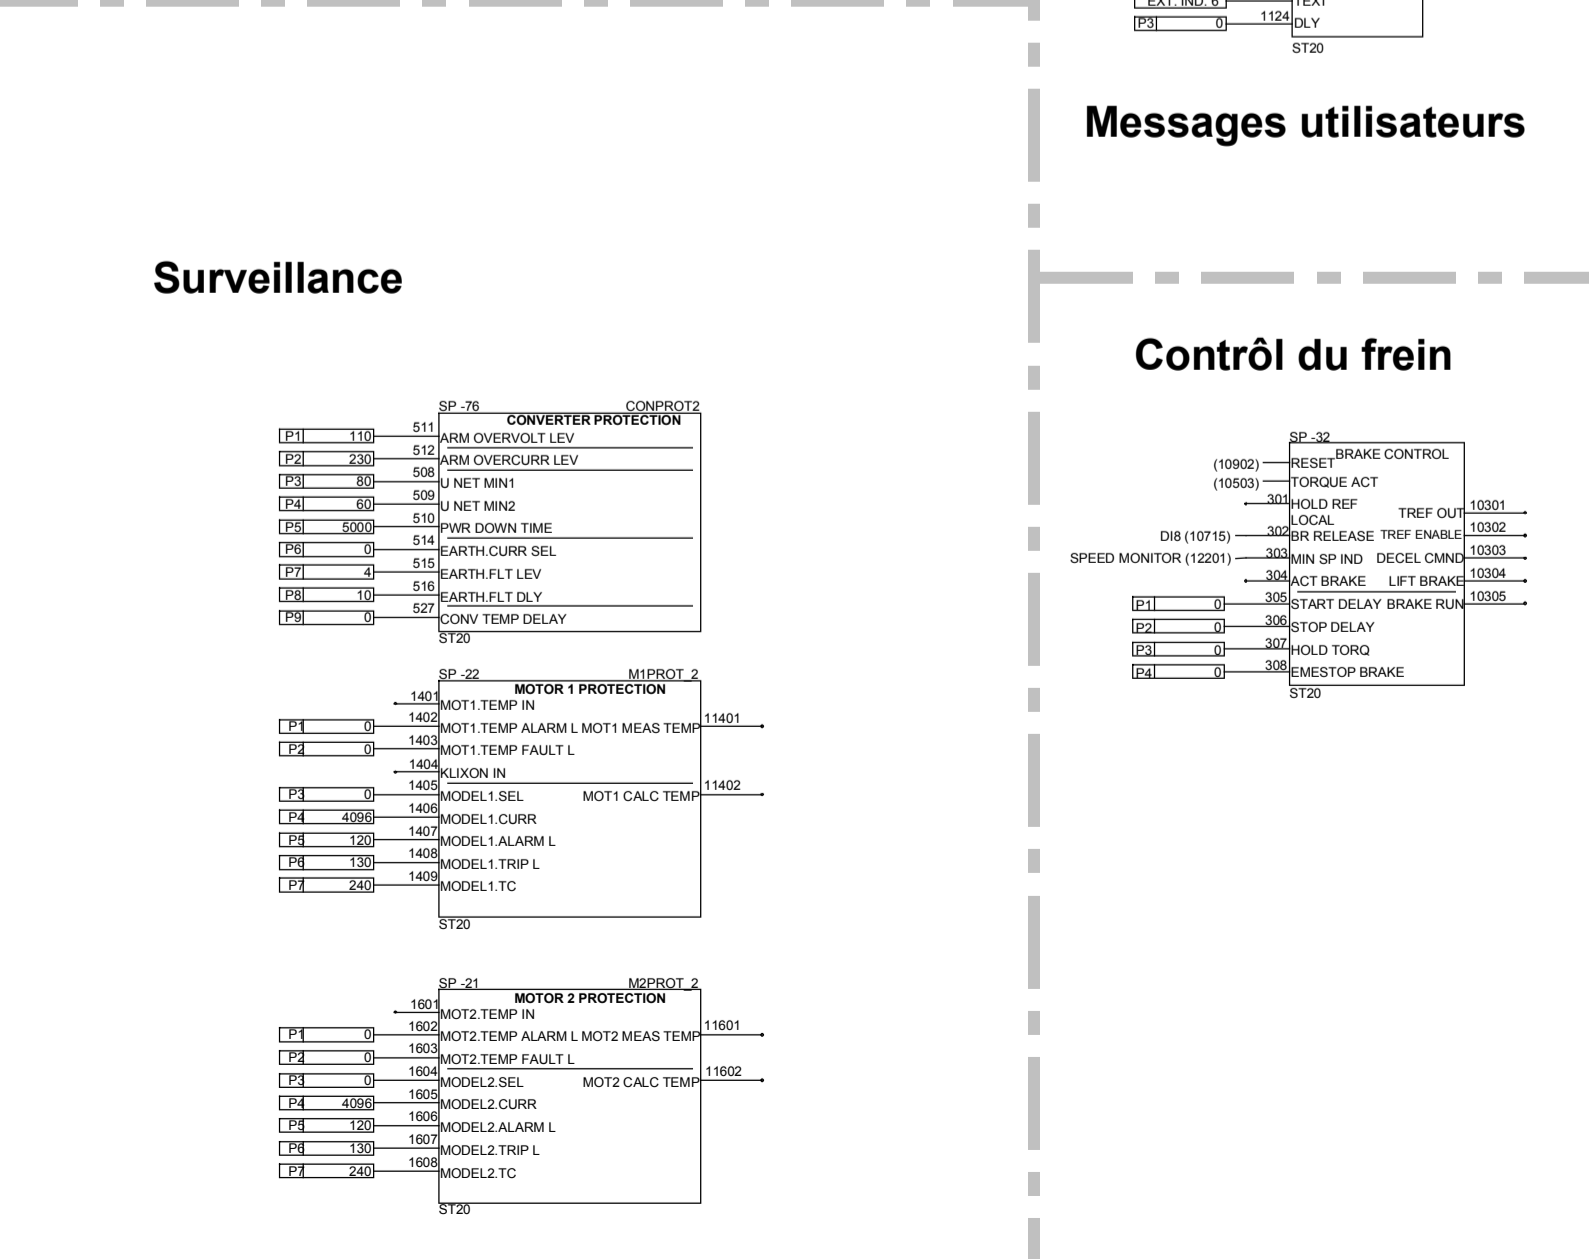 EXT. IND. 6 TEXT
P3 0 1124 DLY
ST20
Messages utilisateurs
Surveillance
SP -76 CONPROT2
CONVERTER PROTECTION
P1 110 511 ARM OVERVOLT LEV
P2 230 512 ARM OVERCURR LEV
P3 80 508 U NET MIN1
P4 60 509 U NET MIN2
P5 5000 510 PWR DOWN TIME
P6 0 514 EARTH.CURR SEL
P7 4 515 EARTH.FLT LEV
P8 10 516 EARTH.FLT DLY
P9 0 527 CONV TEMP DELAY
ST20
SP -22 M1PROT_2
MOTOR 1 PROTECTION
1401 MOT1.TEMP IN
P1 0 1402 MOT1.TEMP ALARM L MOT1 MEAS TEMP 11401
P2 0 1403 MOT1.TEMP FAULT L
1404 KLIXON IN
P3 0 1405 MODEL1.SEL MOT1 CALC TEMP 11402
P4 4096 1406 MODEL1.CURR
P5 120 1407 MODEL1.ALARM L
P6 130 1408 MODEL1.TRIP L
P7 240 1409 MODEL1.TC
ST20
SP -21 M2PROT_2
MOTOR 2 PROTECTION
1601 MOT2.TEMP IN
P1 0 1602 MOT2.TEMP ALARM L MOT2 MEAS TEMP 11601
P2 0 1603 MOT2.TEMP FAULT L
P3 0 1604 MODEL2.SEL MOT2 CALC TEMP 11602
P4 4096 1605 MODEL2.CURR
P5 120 1606 MODEL2.ALARM L
P6 130 1607 MODEL2.TRIP L
P7 240 1608 MODEL2.TC
ST20
Contrôl du frein
SP -32
BRAKE CONTROL
(10902) RESET
(10503) TORQUE ACT
301 HOLD REF
LOCAL TREF OUT 10301
DI8 (10715) 302 BR RELEASE TREF ENABLE 10302
SPEED MONITOR (12201) 303 MIN SP IND DECEL CMND 10303
304 ACT BRAKE LIFT BRAKE 10304
P1 0 305 START DELAY BRAKE RUN 10305
P2 0 306 STOP DELAY
P3 0 307 HOLD TORQ
P4 0 308 EMESTOP BRAKE
ST20